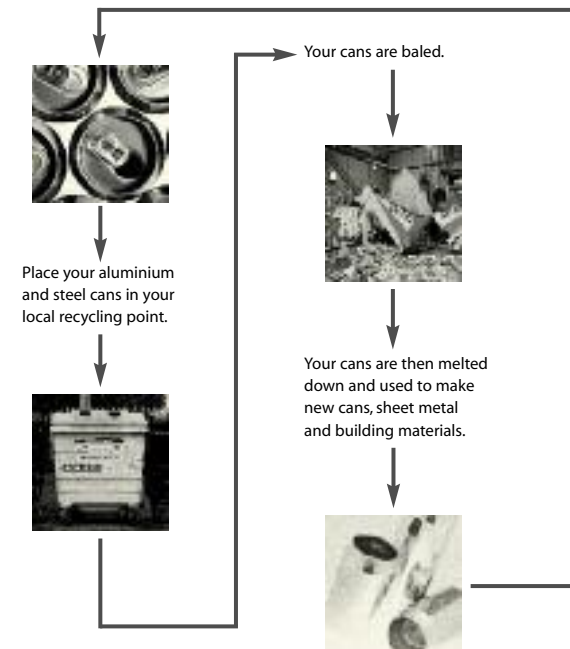 Your cans are baled.
Place your aluminium
and steel cans in your
local recycling point.
Your cans are then melted
down and used to make
new cans, sheet metal
and building materials.